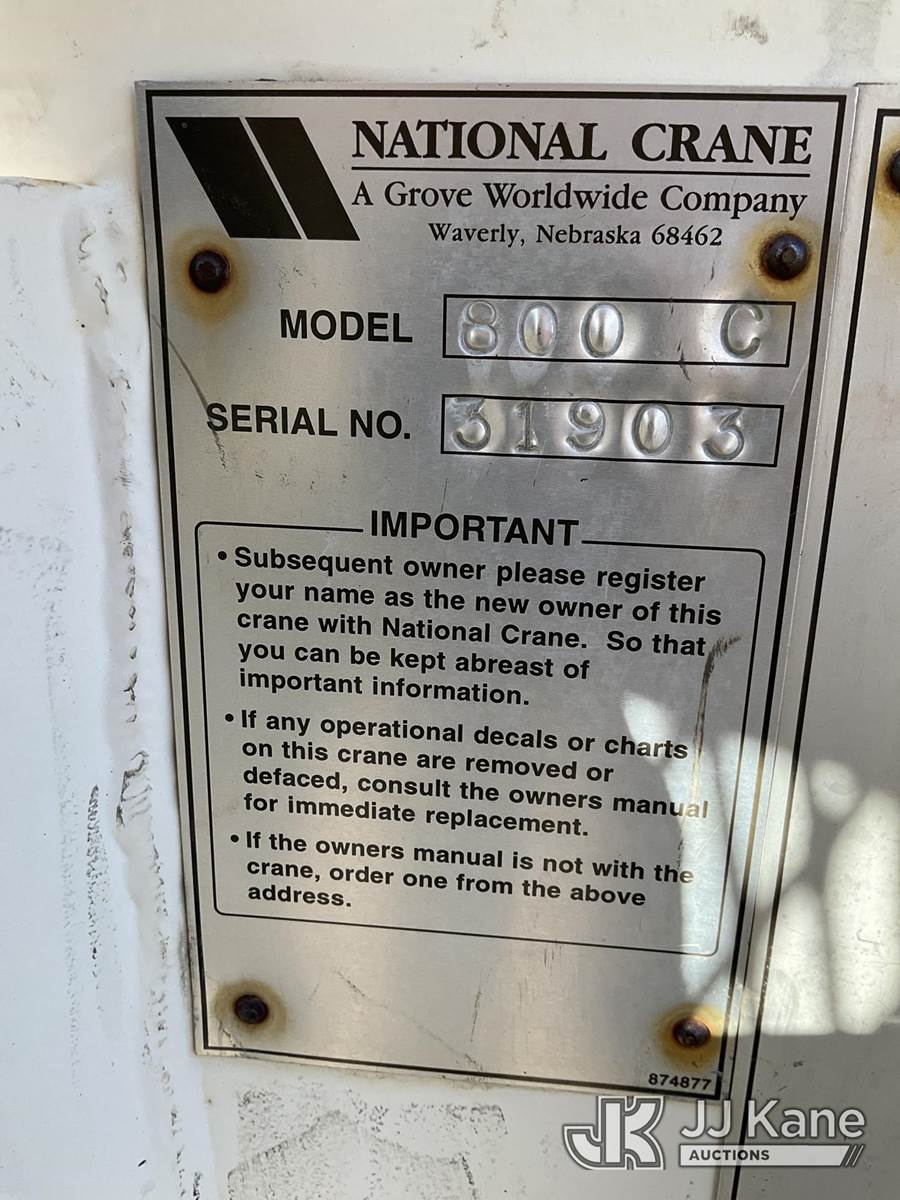 NATIONAL CRANE
A Grove Worldwide Company
Waverly, Nebraska 68462
MODEL 800 C
SERIAL NO. 31903
IMPORTANT
• Subsequent owner please register
your name as the new owner of this
crane with National Crane. So that
you can be kept abreast of
important information.
• If any operational decals or charts
on this crane are removed or
defaced, consult the owners manual
for immediate replacement.
• If the owners manual is not with the
crane, order one from the above
address.
874877
JK JJ Kane
AUCTIONS